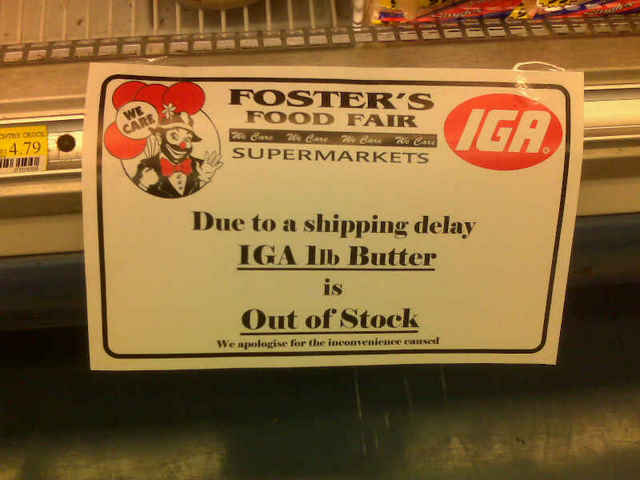 WE CARE
FOSTER'S
FOOD FAIR
We Care We Care We Care We Care
SUPERMARKETS
IGA
4.79
Due to a shipping delay
IGA 1lb Butter
is
Out of Stock
We apologise for the inconvenience caused